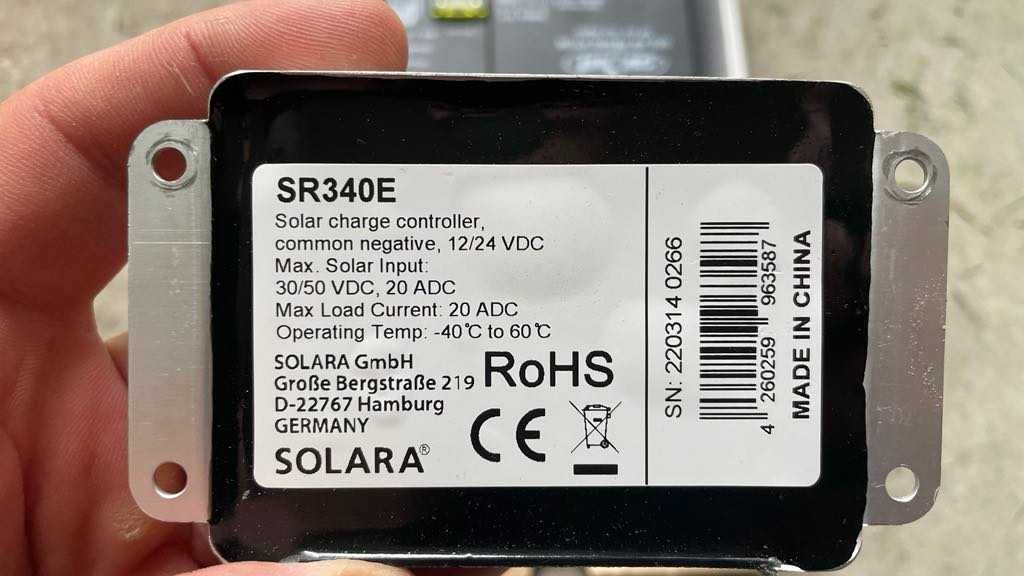 SR340E
Solar charge controller,
common negative, 12/24 VDC
Max. Solar Input:
30/50 VDC, 20 ADC
Max Load Current: 20 ADC
Operating Temp: -40℃ to 60℃
SOLARA GmbH
Große Bergstraße 219
D-22767 Hamburg
GERMANY
SOLARA®
RoHS
CE
SN: 220314 0266
4 260259 963587
MADE IN CHINA